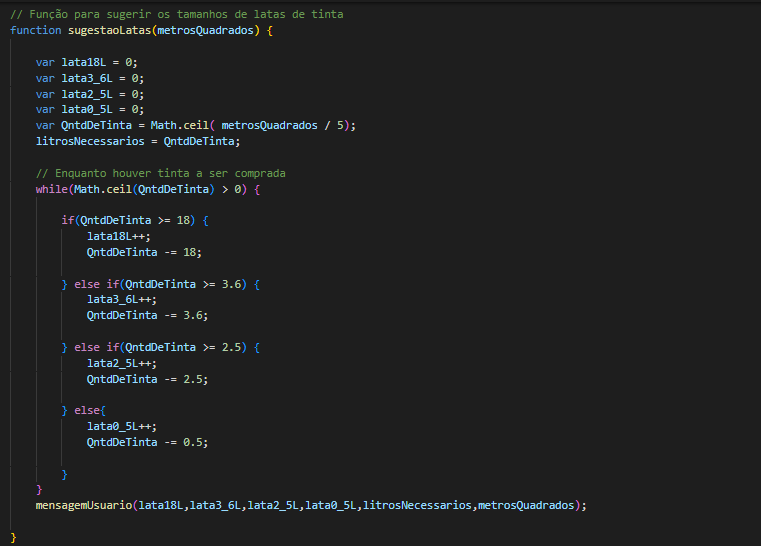 // Função para sugerir os tamanhos de latas de tinta
function sugestaoLatas(metrosQuadrados) {
var lata18L = 0;
var lata3_6L = 0;
var lata2_5L = 0;
var lata0_5L = 0;
var QntdDeTinta = Math.ceil( metrosQuadrados / 5);
litrosNecessarios = QntdDeTinta;
// Enquanto houver tinta a ser comprada
while(Math.ceil(QntdDeTinta) > 0) {
if(QntdDeTinta >= 18) {
lata18L++;
QntdDeTinta -= 18;
} else if(QntdDeTinta >= 3.6) {
lata3_6L++;
QntdDeTinta -= 3.6;
} else if(QntdDeTinta >= 2.5) {
lata2_5L++;
QntdDeTinta -= 2.5;
} else{
lata0_5L++;
QntdDeTinta -= 0.5;
}
}
mensagemUsuario(lata18L,lata3_6L,lata2_5L,lata0_5L,litrosNecessarios,metrosQuadrados);
}